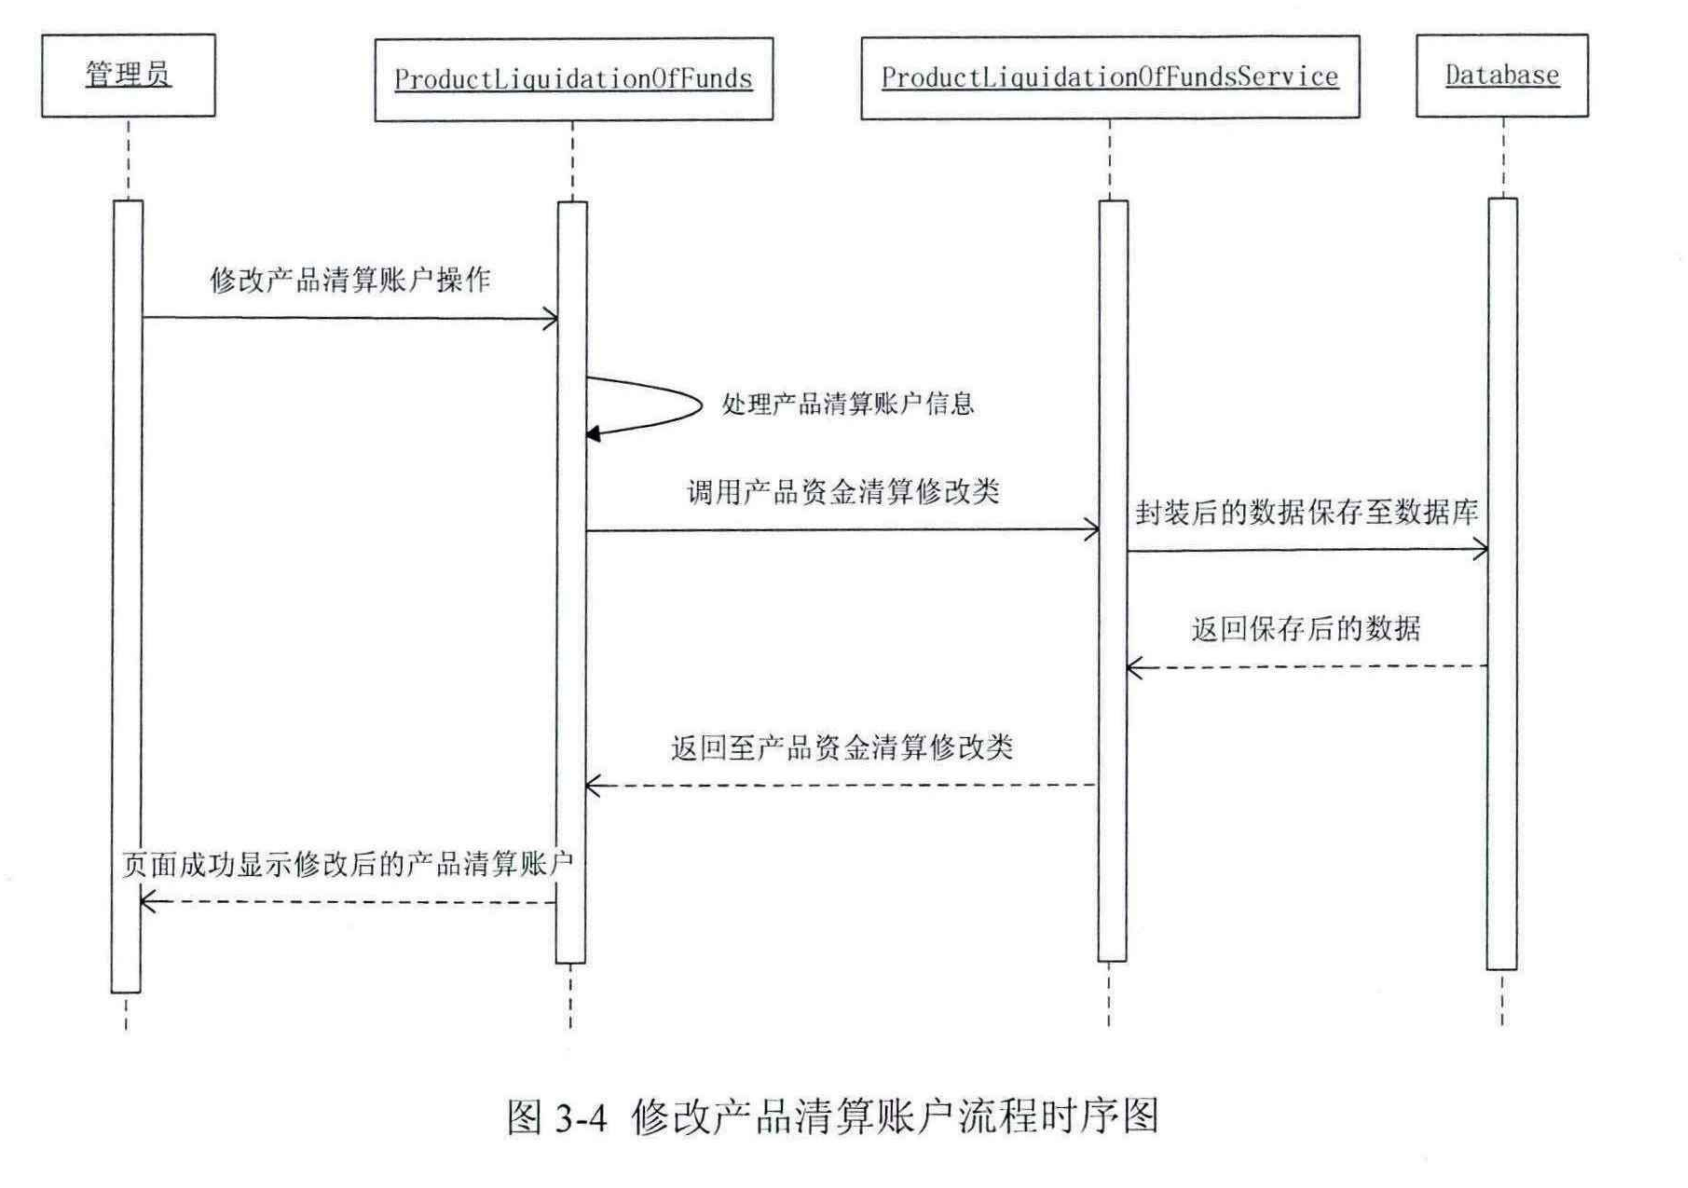 管理员
ProductLiquidationOfFunds
ProductLiquidationOfFundsService
Database
修改产品清算账户操作
处理产品清算账户信息
调用产品资金清算修改类
封装后的数据保存至数据库
返回保存后的数据
返回至产品资金清算修改类
页面成功显示修改后的产品清算账户
图 3-4 修改产品清算账户流程时序图